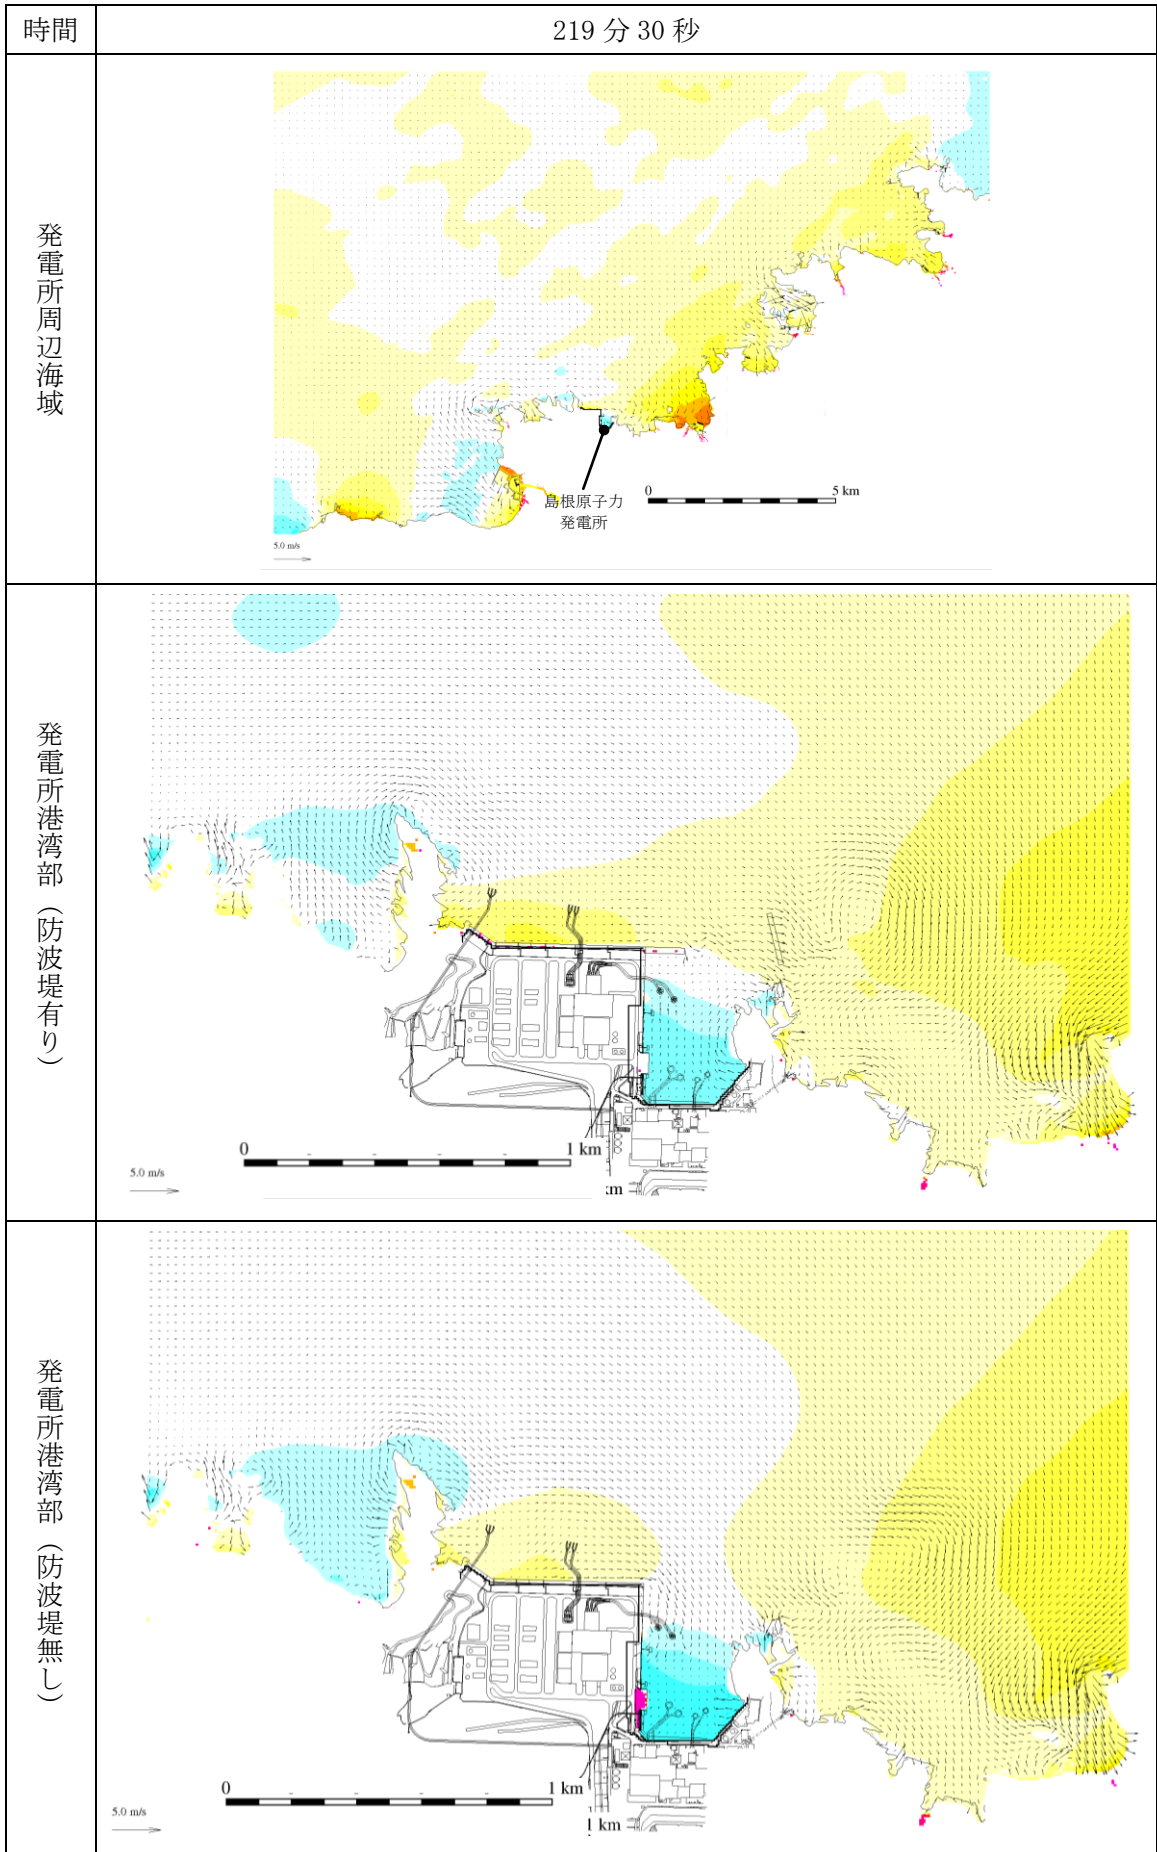 時間
219 分 30 秒
発電所周辺海域
島根原子力
発電所
0
5 km
5.0 m/s
発電所港湾部（防波堤有り）
0
1 km
5.0 m/s
km
発電所港湾部（防波堤無し）
0
1 km
5.0 m/s
1 km